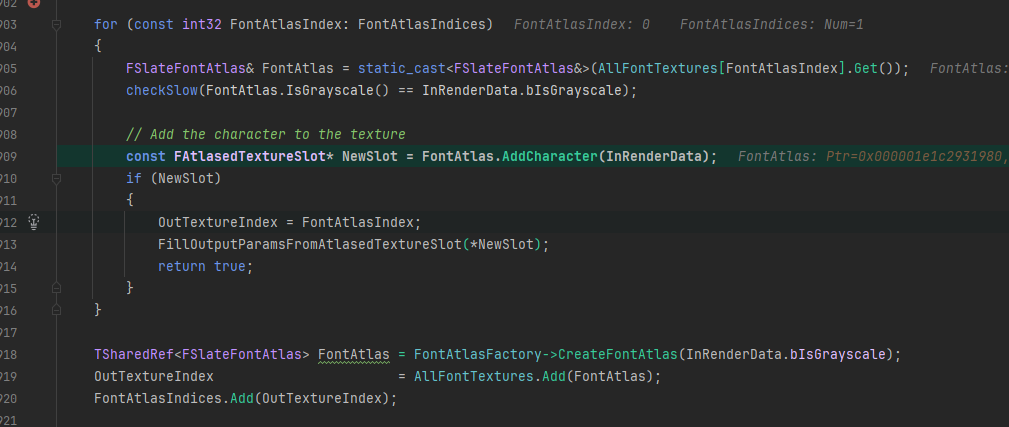 902
903 for (const int32 FontAtlasIndex: FontAtlasIndices) FontAtlasIndex: 0 FontAtlasIndices: Num=1
904 {
905 FSlateFontAtlas& FontAtlas = static_cast<FSlateFontAtlas&>(AllFontTextures[FontAtlasIndex].Get()); FontAtlas:
906 checkSlow(FontAtlas.IsGrayscale() == InRenderData.bIsGrayscale);
907
908 // Add the character to the texture
909 const FAtlasedTextureSlot* NewSlot = FontAtlas.AddCharacter(InRenderData); FontAtlas: Ptr=0x000001e1c2931980,
910 if (NewSlot)
911 {
912 OutTextureIndex = FontAtlasIndex;
913 FillOutputParamsFromAtlasedTextureSlot(*NewSlot);
914 return true;
915 }
916 }
917
918 TSharedRef<FSlateFontAtlas> FontAtlas = FontAtlasFactory->CreateFontAtlas(InRenderData.bIsGrayscale);
919 OutTextureIndex = AllFontTextures.Add(FontAtlas);
920 FontAtlasIndices.Add(OutTextureIndex);
921